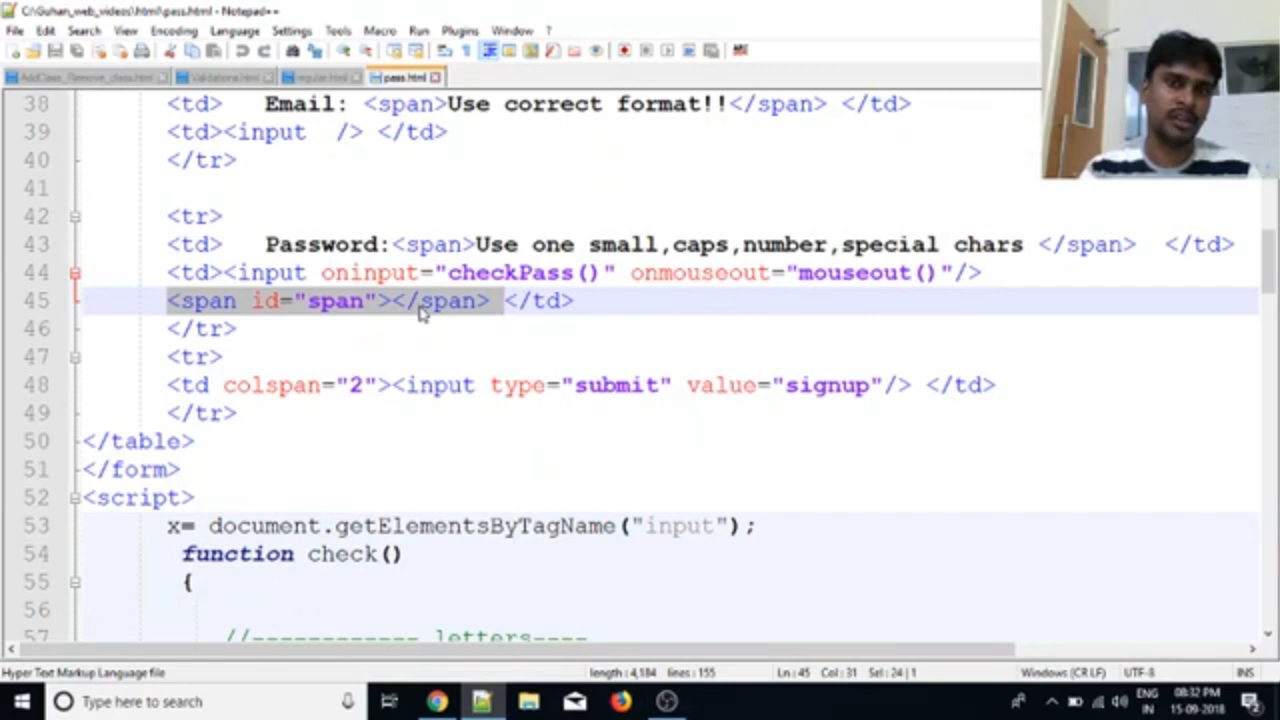 C:\Guhan_web_videos\html\pass.html - Notepad++
File Edit Search View Encoding Language Settings Tools Macro Run Plugins Window ?
AddClass_Remove_class.html Validations.html pass.html
38 <td> Email: <span>Use correct format!!</span> </td>
39 <td><input /> </td>
40 </tr>
41
42 <tr>
43 <td> Password:<span>Use one small,caps,number,special chars </span> </td>
44 <td><input oninput="checkPass()" onmouseout="mouseout()"/>
45 <span id="span"></span> </td>
46 </tr>
47 <tr>
48 <td colspan="2"><input type="submit" value="signup"/> </td>
49 </tr>
50 </table>
51 </form>
52 <script>
53 x= document.getElementsByTagName("input");
54 function check()
55 {
56
57 //------------ letters----
Hyper Text Markup Language file length : 4,184 lines : 155 Ln : 45 Col : 31 Sel : 24 | 1 Windows (CR LF) UTF-8 INS
Type here to search ENG 08:32 PM
IN 15-09-2018